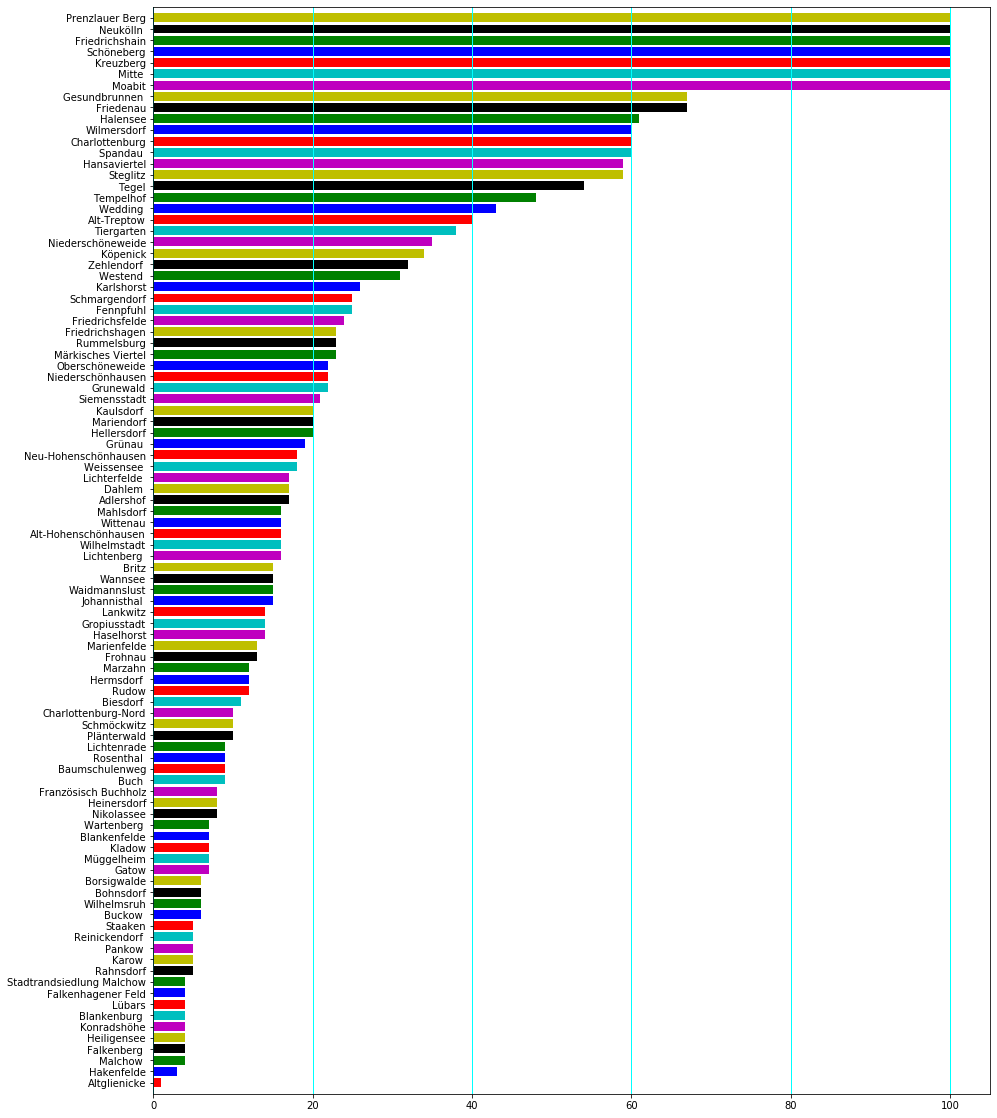 Prenzlauer Berg
Neukölln
Friedrichshain
Schöneberg
Kreuzberg
Mitte
Moabit
Gesundbrunnen
Friedenau
Halensee
Wilmersdorf
Charlottenburg
Spandau
Hansaviertel
Steglitz
Tegel
Tempelhof
Wedding
Alt-Treptow
Tiergarten
Niederschöneweide
Köpenick
Zehlendorf
Westend
Karlshorst
Schmargendorf
Fennpfuhl
Friedrichsfelde
Friedrichshagen
Rummelsburg
Märkisches Viertel
Oberschöneweide
Niederschönhausen
Grunewald
Siemensstadt
Kaulsdorf
Mariendorf
Hellersdorf
Grünau
Neu-Hohenschönhausen
Weissensee
Lichterfelde
Dahlem
Adlershof
Mahlsdorf
Wittenau
Alt-Hohenschönhausen
Wilhelmstadt
Lichtenberg
Britz
Wannsee
Waidmannslust
Johannisthal
Lankwitz
Gropiusstadt
Haselhorst
Marienfelde
Frohnau
Marzahn
Hermsdorf
Rudow
Biesdorf
Charlottenburg-Nord
Schmöckwitz
Plänterwald
Lichtenrade
Rosenthal
Baumschulenweg
Buch
Französisch Buchholz
Heinersdorf
Nikolassee
Wartenberg
Blankenfelde
Kladow
Müggelheim
Gatow
Borsigwalde
Bohnsdorf
Wilhelmsruh
Buckow
Staaken
Reinickendorf
Pankow
Karow
Rahnsdorf
Stadtrandsiedlung Malchow
Falkenhagener Feld
Lübars
Blankenburg
Konradshöhe
Heiligensee
Falkenberg
Malchow
Hakenfelde
Altglienicke
0 20 40 60 80 100